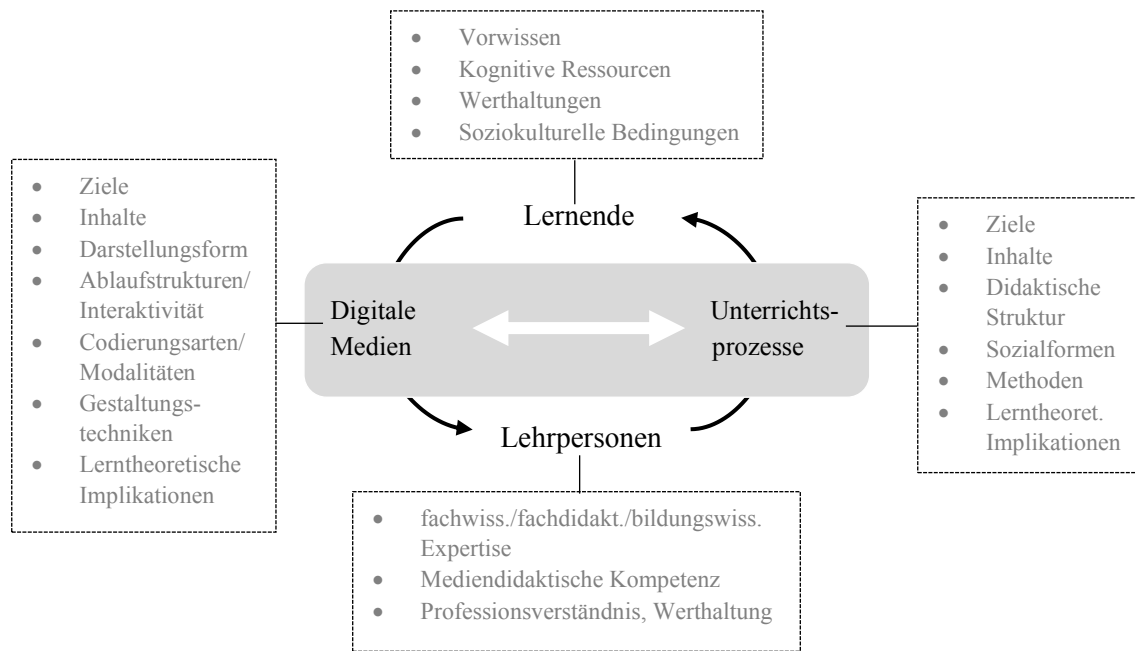 • Vorwissen
• Kognitive Ressourcen
• Werthaltungen
• Soziokulturelle Bedingungen
• Ziele
• Inhalte
• Darstellungsform
• Ablaufstrukturen/
Interaktivität
• Codierungsarten/
Modalitäten
• Gestaltungs-
techniken
• Lerntheoretische
Implikationen
Lernende
Digitale
Medien
Unterrichts-
prozesse
Lehrpersonen
• Ziele
• Inhalte
• Didaktische
Struktur
• Sozialformen
• Methoden
• Lerntheoret.
Implikationen
• fachwiss./fachdidakt./bildungswiss.
Expertise
• Mediendidaktische Kompetenz
• Professionsverständnis, Werthaltung